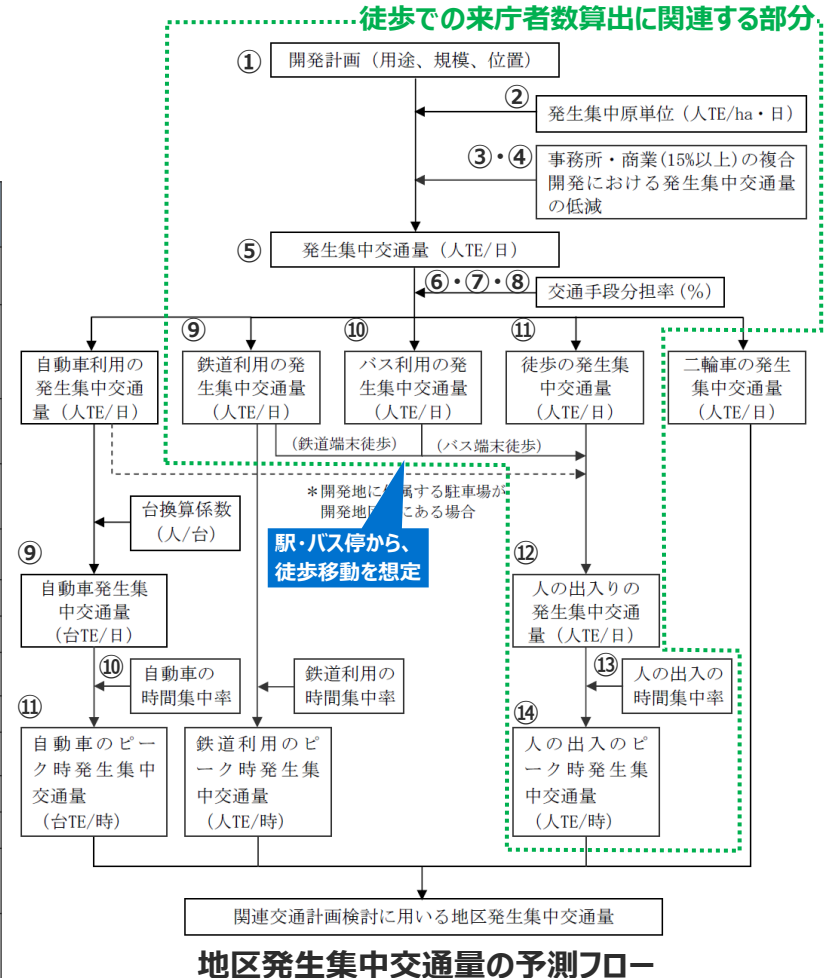 徒歩での来庁者数算出に関連する部分
①
開発計画（用途、規模、位置）
②
発生集中原単位（人TE/ha・日）
③・④
事務所・商業(15%以上)の複合
開発における発生集中交通量
の低減
⑤
発生集中交通量（人TE/日）
⑥・⑦・⑧
交通手段分担率(%)
自動車利用の
発生集中交通
量（人TE/日）
⑨
鉄道利用の発
生集中交通量
（人TE/日）
⑩
バス利用の発
生集中交通量
（人TE/日）
⑪
徒歩の発生集
中交通量
（人TE/日）
二輪車の発生
集中交通量
（人TE/日）
（鉄道端末徒歩）
（バス端末徒歩）
＊開発地に
属する駐車場が
開発地
にある場合
駅・バス停から、
徒歩移動を想定
台換算係数
（人/台）
⑨
自動車発生集
中交通量
（台TE/日）
⑩
自動車の
時間集中率
鉄道利用の
時間集中率
⑫
人の出入りの
発生集中交通
量（人TE/日）
⑬
人の出入の
時間集中率
⑪
自動車のピー
ク時発生集中
交通量
（台TE/時）
鉄道利用のピ
ーク時発生集
中交通量
（人TE/時）
⑭
人の出入のピ
ーク時発生集
中交通量
（人TE/時）
関連交通計画検討に用いる地区発生集中交通量
地区発生集中交通量の予測フロー